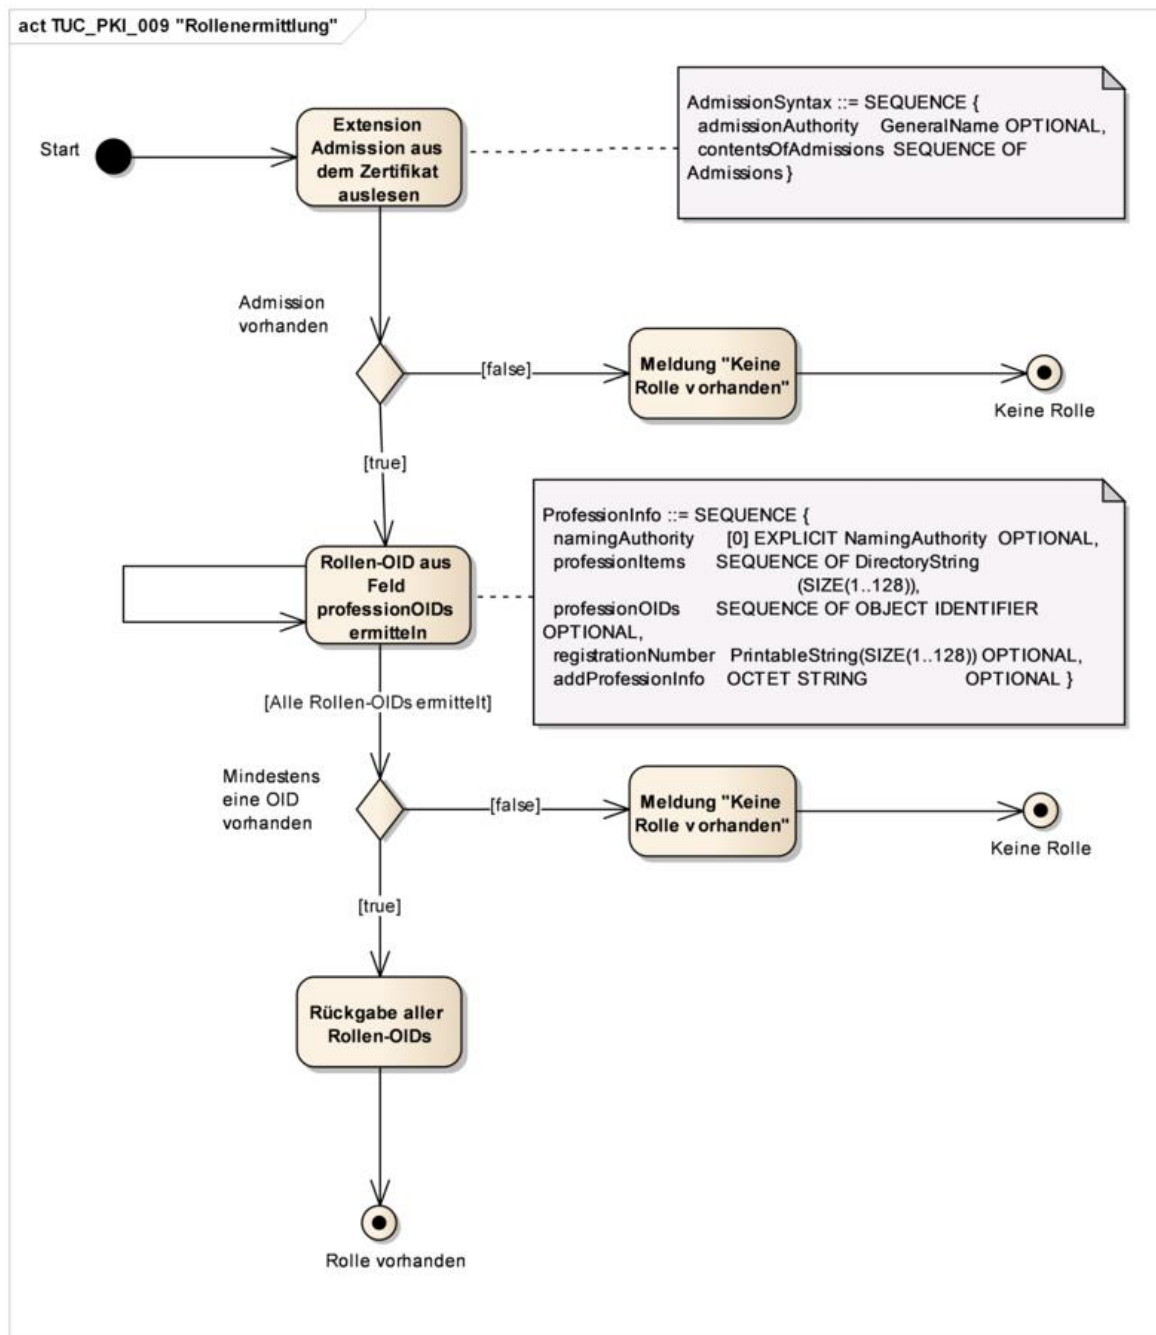 act TUC_PKI_009 "Rollenermittlung"
Start
Extension
Admission aus
dem Zertifikat
auslesen
AdmissionSyntax ::= SEQUENCE {
admissionAuthority GeneralName OPTIONAL,
contentsOfAdmissions SEQUENCE OF
Admissions }
Admission
vorhanden
[false]
Meldung "Keine
Rolle vorhanden"
Keine Rolle
[true]
Rollen-OID aus
Feld
professionOIDs
ermitteln
ProfessionInfo ::= SEQUENCE {
namingAuthority [0] EXPLICIT NamingAuthority OPTIONAL,
professionItems SEQUENCE OF DirectoryString
(SIZE(1..128)),
professionOIDs SEQUENCE OF OBJECT IDENTIFIER
OPTIONAL,
registrationNumber PrintableString(SIZE(1..128)) OPTIONAL,
addProfessionInfo OCTET STRING OPTIONAL }
[Alle Rollen-OIDs ermittelt]
Mindestens
eine OID
vorhanden
[false]
Meldung "Keine
Rolle vorhanden"
Keine Rolle
[true]
Rückgabe aller
Rollen-OIDs
Rolle vorhanden